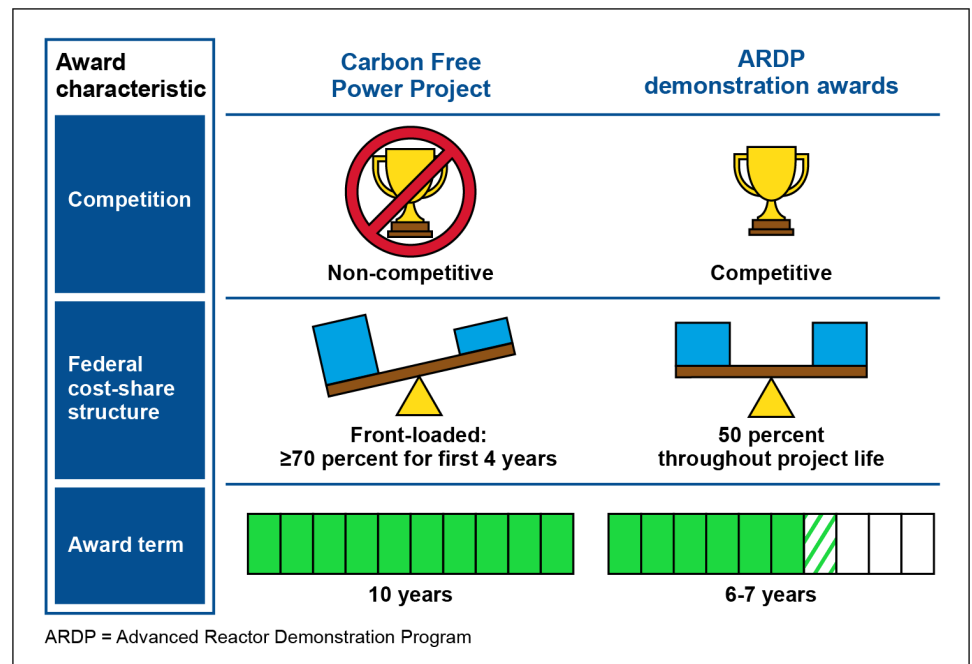 Award
characteristic
Carbon Free
Power Project
ARDP
demonstration awards
Competition
Non-competitive
Competitive
Federal
cost-share
structure
Front-loaded:
≥70 percent for first 4 years
50 percent
throughout project life
Award term
10 years
6-7 years
ARDP = Advanced Reactor Demonstration Program